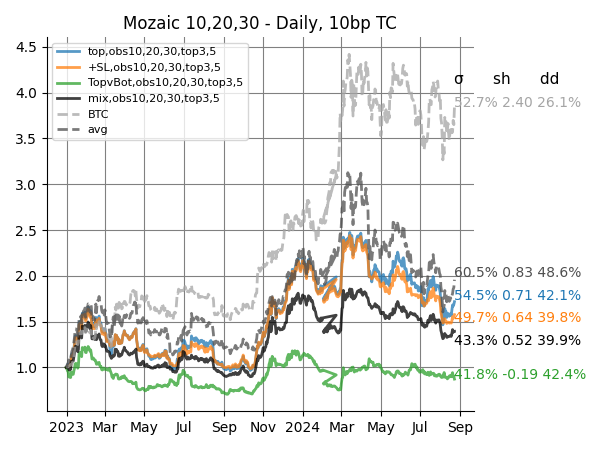 Mozaic 10,20,30 - Daily, 10bp TC
top,obs10,20,30,top3,5
+SL,obs10,20,30,top3,5
TopvBot,obs10,20,30,top3,5
mix,obs10,20,30,top3,5
BTC
avg
4.5
4.0
3.5
3.0
2.5
2.0
1.5
1.0
σ sh dd
52.7% 2.40 26.1%
60.5% 0.83 48.6%
54.5% 0.71 42.1%
49.7% 0.64 39.8%
43.3% 0.52 39.9%
41.8% -0.19 42.4%
2023 Mar May Jul Sep Nov 2024 Mar May Jul Sep